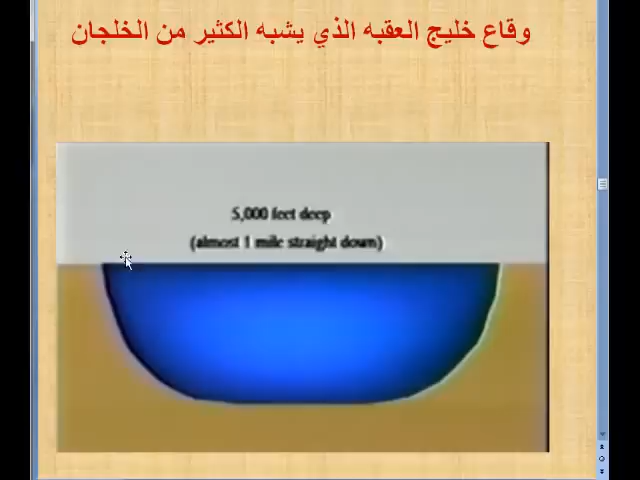 وقاع خليج العقبه الذي يشبه الكثير من الخلجان
5,000 feet deep
(almost 1 mile straight down)